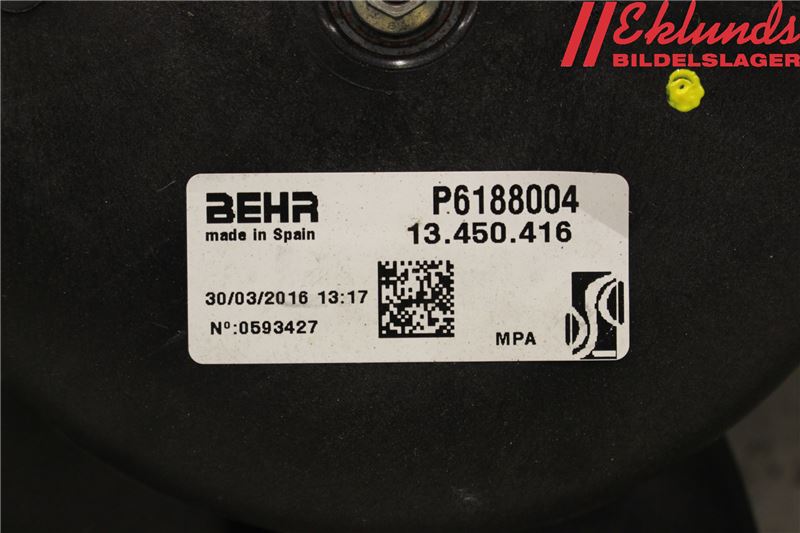 Eklunds
BILDELSLAGER
BEHR
made in Spain
P6188004
13.450.416
30/03/2016 13:17
Nº:0593427
MPA